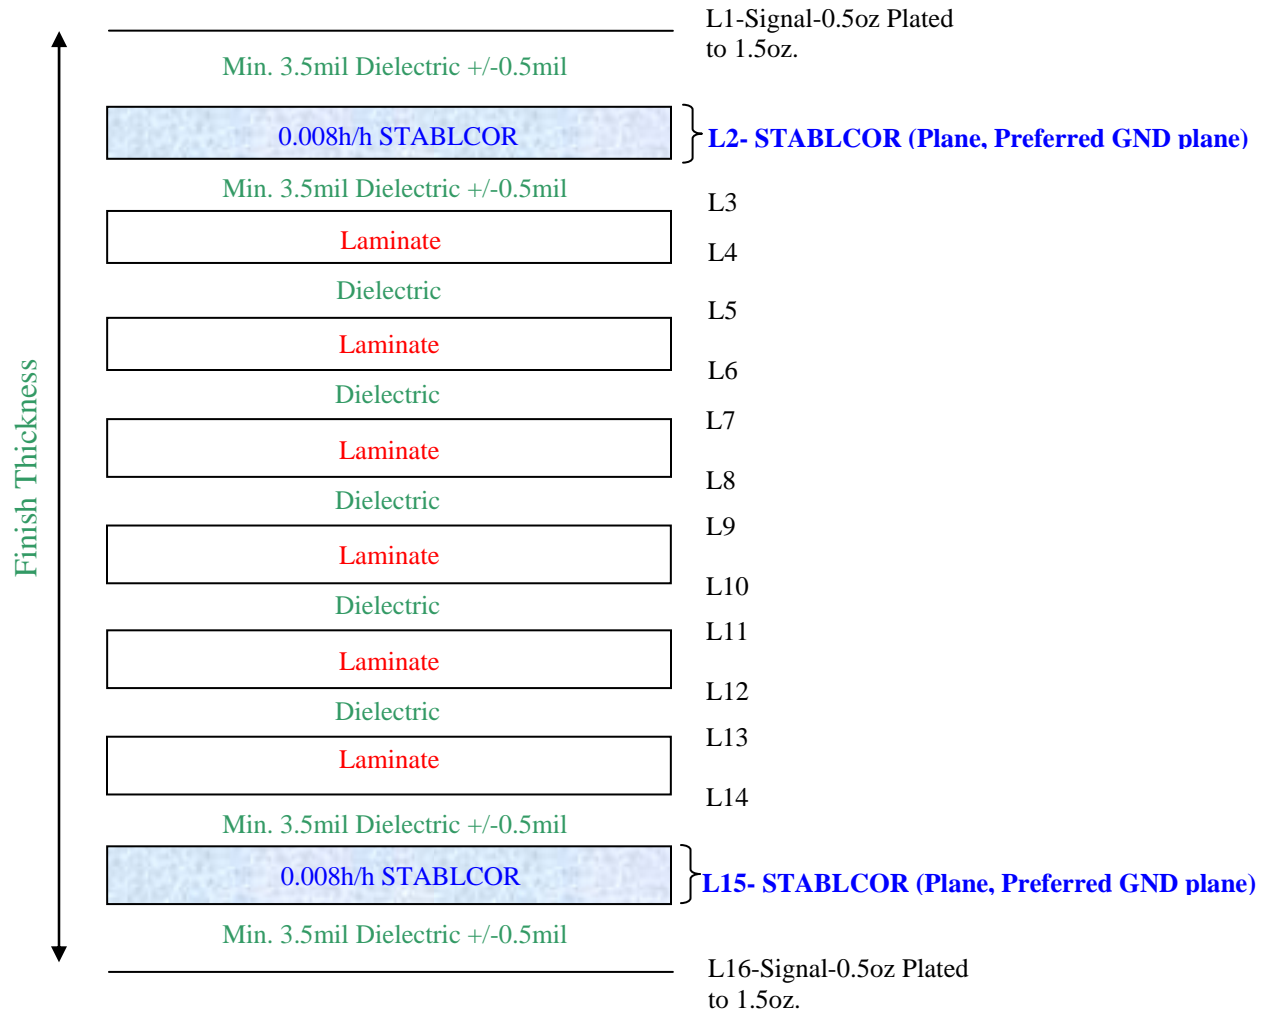 L1-Signal-0.5oz Plated
to 1.5oz.
Min. 3.5mil Dielectric +/-0.5mil
0.008h/h STABLCOR
L2- STABLCOR (Plane, Preferred GND plane)
Min. 3.5mil Dielectric +/-0.5mil
L3
Laminate
L4
Dielectric
L5
Laminate
L6
Dielectric
L7
Laminate
L8
Dielectric
L9
Laminate
L10
Dielectric
L11
Laminate
L12
Dielectric
L13
Laminate
L14
Min. 3.5mil Dielectric +/-0.5mil
0.008h/h STABLCOR
L15- STABLCOR (Plane, Preferred GND plane)
Min. 3.5mil Dielectric +/-0.5mil
L16-Signal-0.5oz Plated
to 1.5oz.
Finish Thickness